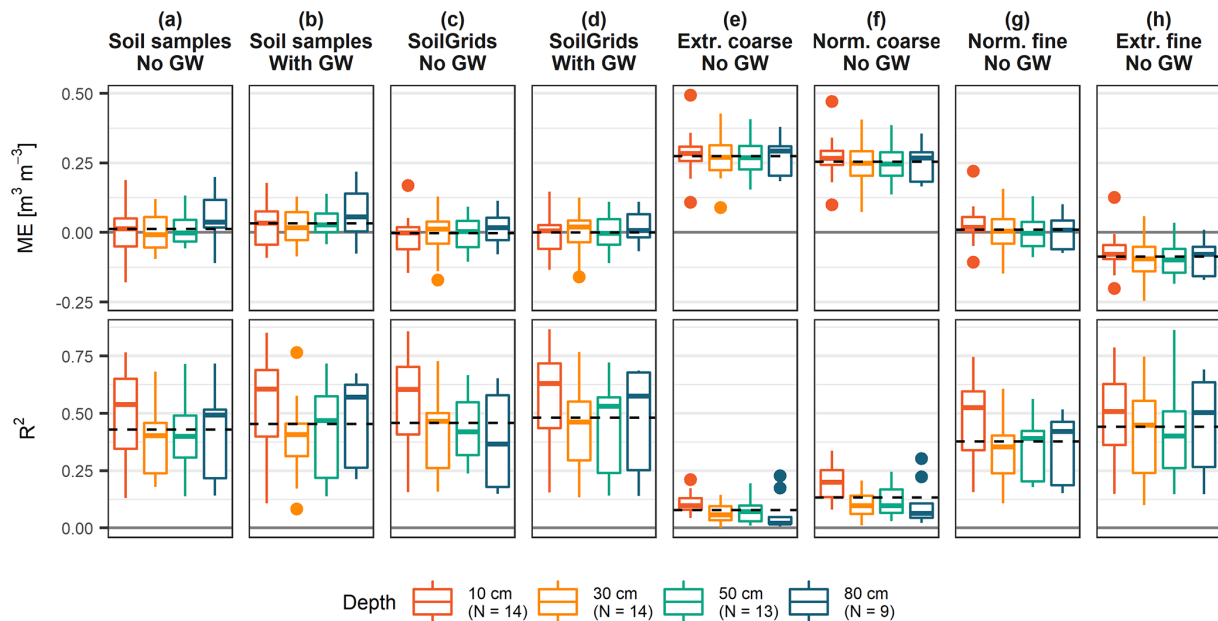 (a) (b) (c) (d) (e) (f) (g) (h)
Soil samples Soil samples SoilGrids SoilGrids Extr. coarse Norm. coarse Norm. fine Extr. fine
No GW With GW No GW With GW No GW No GW No GW No GW
0.50
0.25
0.00
-0.25
ME [m³ m⁻³]
0.75
0.50
0.25
0.00
R²
Depth
10 cm
(N = 14)
30 cm
(N = 14)
50 cm
(N = 13)
80 cm
(N = 9)